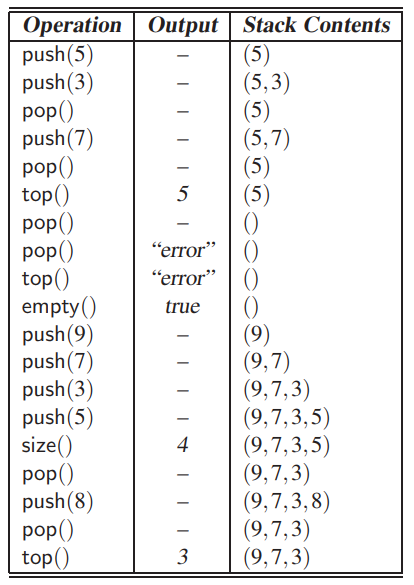 Operation Output Stack Contents
push(5) – (5)
push(3) – (5,3)
pop() – (5)
push(7) – (5,7)
pop() – (5)
top() 5 (5)
pop() – ()
pop() “error” ()
top() “error” ()
empty() true ()
push(9) – (9)
push(7) – (9,7)
push(3) – (9,7,3)
push(5) – (9,7,3,5)
size() 4 (9,7,3,5)
pop() – (9,7,3)
push(8) – (9,7,3,8)
pop() – (9,7,3)
top() 3 (9,7,3)